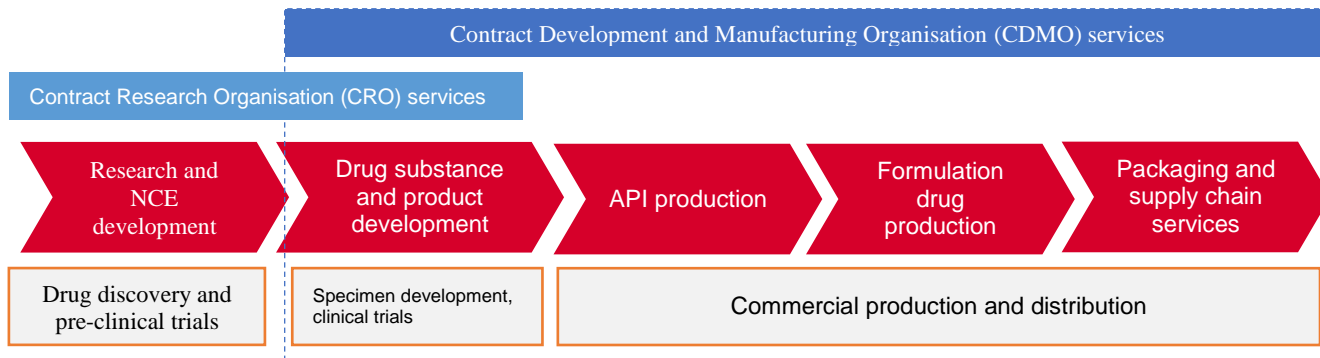 Contract Development and Manufacturing Organisation (CDMO) services
Contract Research Organisation (CRO) services
Research and
NCE
development
Drug substance
and product
development
API production
Formulation
drug
production
Packaging and
supply chain
services
Drug discovery and
pre-clinical trials
Specimen development,
clinical trials
Commercial production and distribution